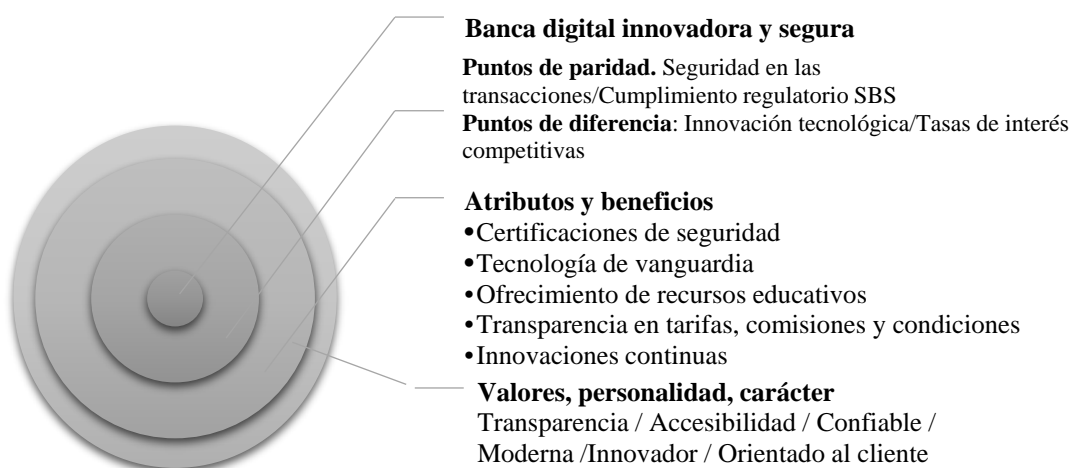 Banca digital innovadora y segura
Puntos de paridad. Seguridad en las
transacciones/Cumplimiento regulatorio SBS
Puntos de diferencia: Innovación tecnológica/Tasas de interés
competitivas
Atributos y beneficios
•Certificaciones de seguridad
•Tecnología de vanguardia
•Ofrecimiento de recursos educativos
•Transparencia en tarifas, comisiones y condiciones
•Innovaciones continuas
Valores, personalidad, carácter
Transparencia / Accesibilidad / Confiable /
Moderna /Innovador / Orientado al cliente